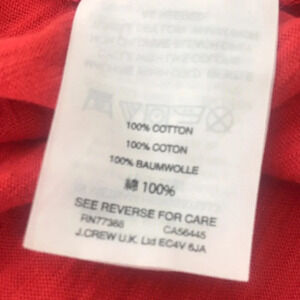 100% COTTON
100% COTON
100% BAUMWOLLE
綿 100%
SEE REVERSE FOR CARE
RN77388 CA56445
J.CREW U.K. Ltd EC4V 6JA